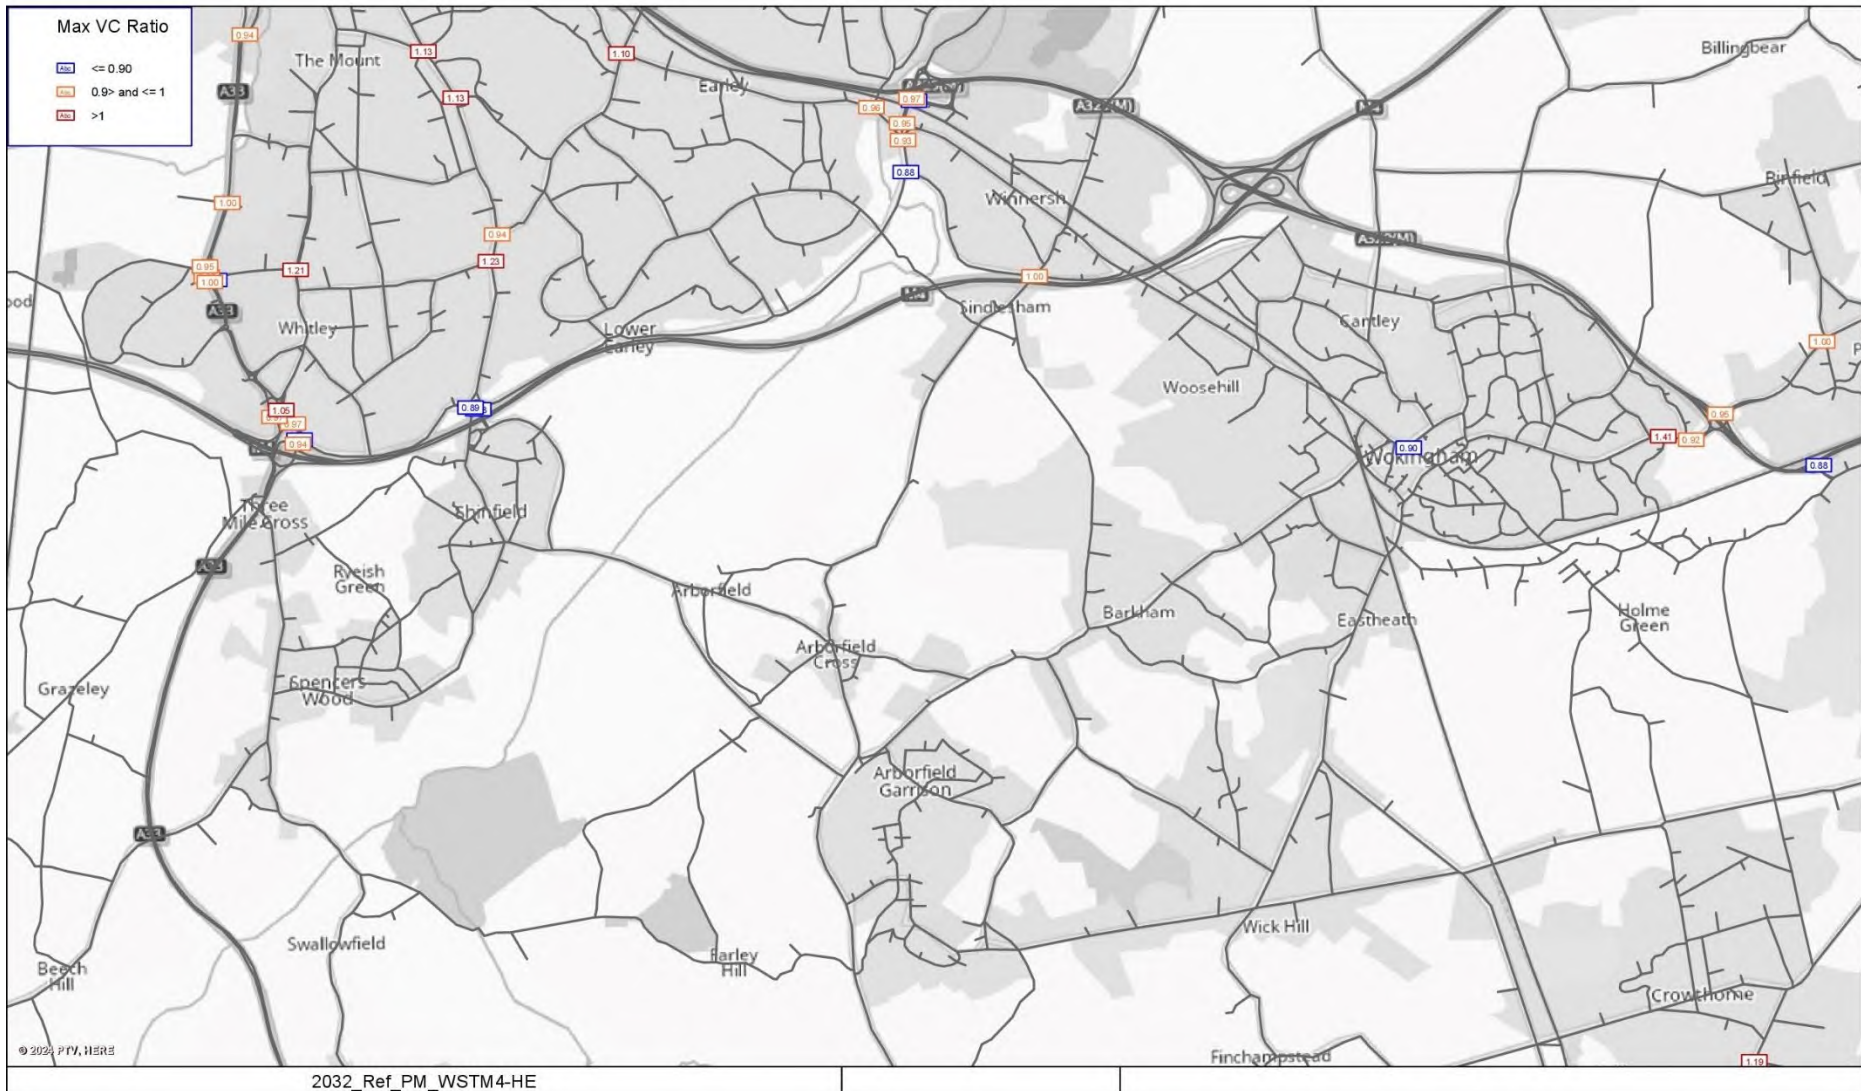 Max VC Ratio
Abc <= 0.90
Abc 0.9> and <= 1
Abc >1
0.94
The Mount
1.13
1.10
Billingbear
A33
1.13
Earley
0.96
0.97
A329(M)
M4
0.95
0.93
0.88
Binfield
1.00
Winnersh
0.94
A329(M)
1.23
0.95
1.21
1.00
1.00
M4
Sindlesham
A33
Whitley
Lower
Earley
Cantley
1.00
Woosehill
1.05
0.97
0.94
0.89
0.95
1.41
0.92
0.90
Wokingham
0.88
Three
Mile Cross
Shinfield
A33
Ryeish
Green
Arborfield
Barkham
Eastheath
Holme
Green
Arborfield
Cross
Grazeley
Spencers
Wood
Arborfield
Garrison
A33
Swallowfield
Farley
Hill
Wick Hill
Beech
Hill
Crowthorne
© 2024 PTV, HERE
Finchampstead
1.19
2032_Ref_PM_WSTM4-HE